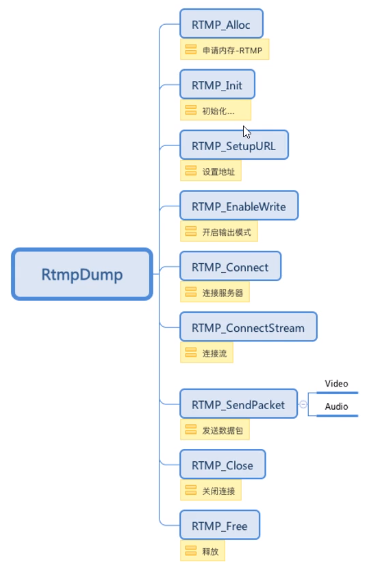 RtmpDump
RTMP_Alloc
申请内存-RTMP
RTMP_Init
初始化...
RTMP_SetupURL
设置地址
RTMP_EnableWrite
开启输出模式
RTMP_Connect
连接服务器
RTMP_ConnectStream
连接流
RTMP_SendPacket
Video
Audio
发送数据包
RTMP_Close
关闭连接
RTMP_Free
释放